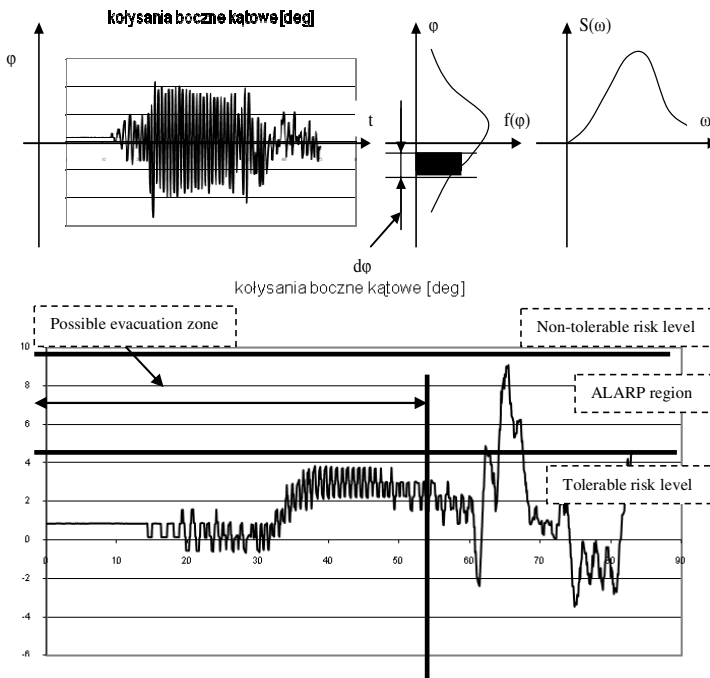 kołysania boczne kątowe [deg]
φ
t
φ
f(φ)
dφ
S(ω)
ω
kołysania boczne kątowe [deg]
Possible evacuation zone
Non-tolerable risk level
ALARP region
Tolerable risk level
10
8
6
4
2
0
-2
-4
-6
0
10
20
30
40
50
60
70
80
90